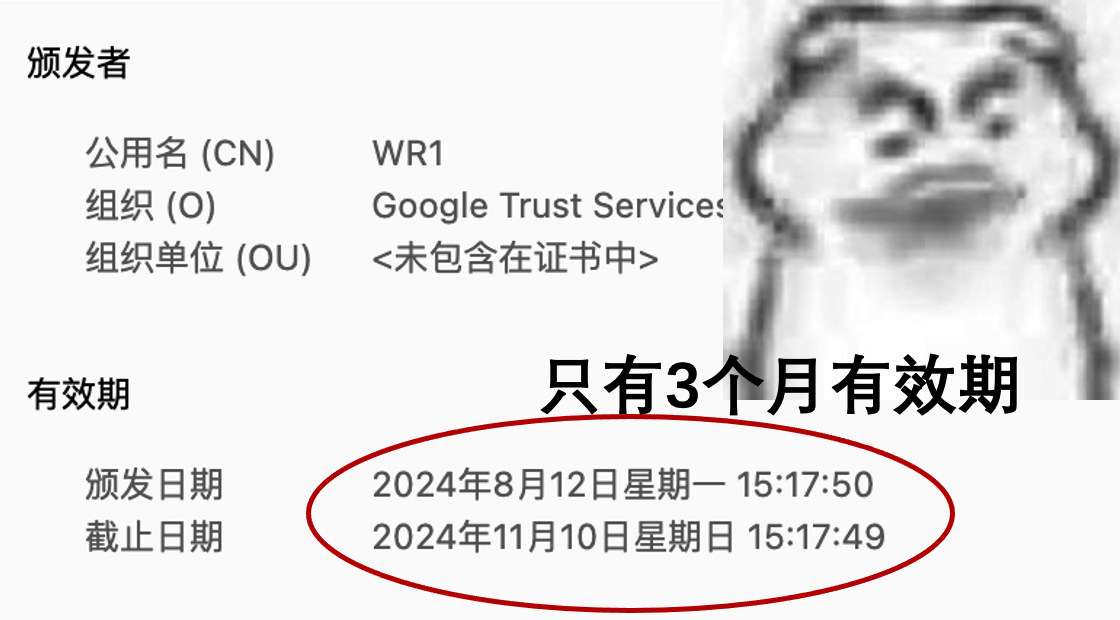 颁发者
公用名 (CN) WR1
组织 (O) Google Trust Services
组织单位 (OU) <未包含在证书中>
只有3个月有效期
有效期
颁发日期 2024年8月12日星期一 15:17:50
截止日期 2024年11月10日星期日 15:17:49